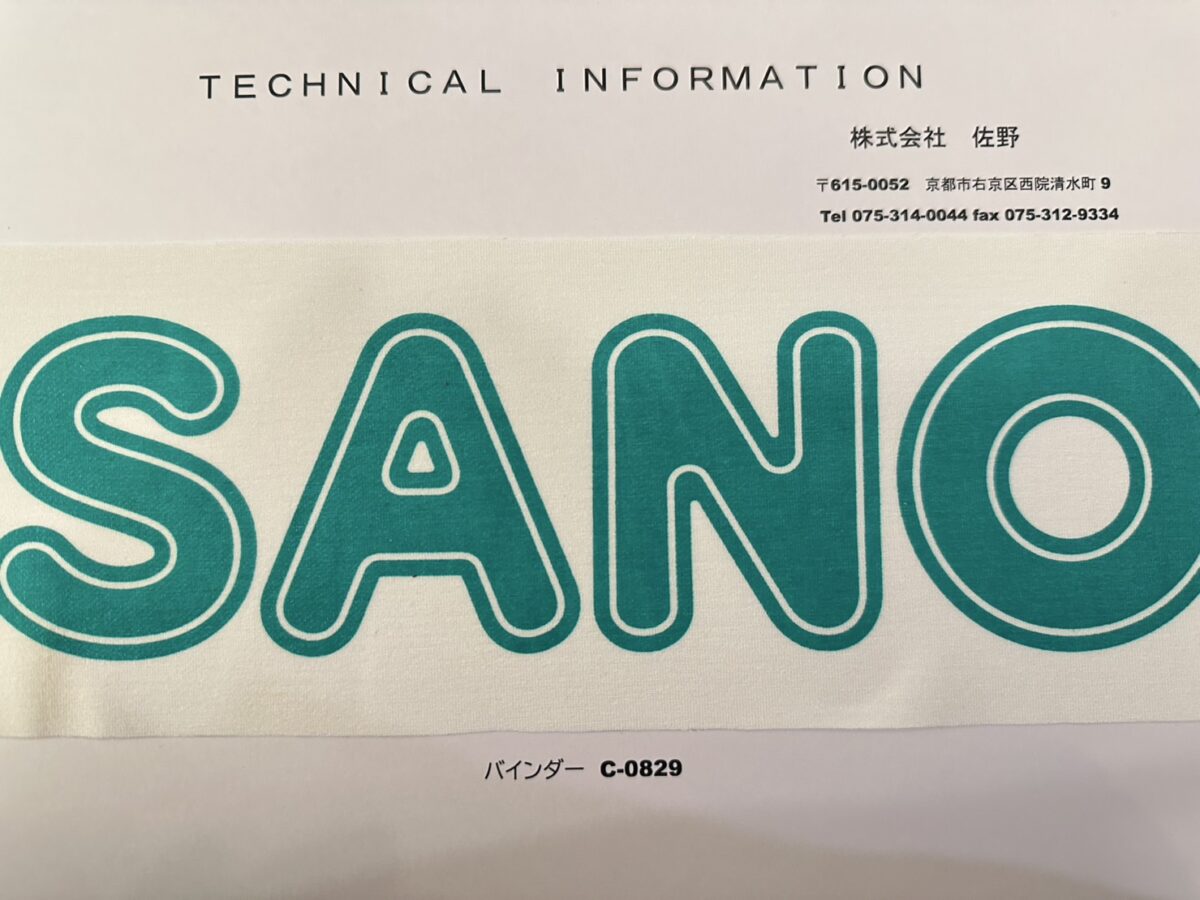 TECHNICAL INFORMATION
株式会社 佐野
〒615-0052 京都市右京区西院清水町 9
Tel 075-314-0044 fax 075-312-9334
SANO
バインダー C-0829